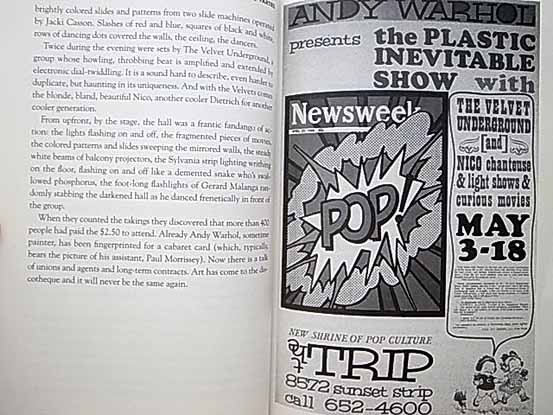 brightly colored slides and patterns from two slide machines operated
by Jacki Casson. Slashes of red and blue, squares of black and white,
rows of dancing dots covered the walls, the ceiling, the dancers.
Twice during the evening were sets by The Velvet Underground, a
group whose howling, throbbing beat is amplified and extended by
electronic dial-twiddling. It is a sound hard to describe, even harder to
duplicate, but haunting in its uniqueness. And with the Velvets comes
the blonde, bland, beautiful Nico, another cooler Dietrich for another
cooler generation.
From upfront, by the stage, the hall was a frantic fandango of ac-
tion: the lights flashing on and off, the fragmented pieces of movies,
the colored patterns and slides sweeping the mirrored walls, the steady
white beams of balcony projectors, the Sylvania strip lighting writhing
on the floor, flashing on and off like a demented snake who's swal-
lowed phosphorus, the foot-long flashlights of Gerard Malanga ran-
domly stabbing the darkened hall as he danced frenetically in front of
the group.
When they counted the takings they discovered that more than 400
people had paid the $2.50 to attend. Already Andy Warhol, sometime
painter, has been fingerprinted for a cabaret card (which, typically,
bears the picture of his assistant, Paul Morrissey). Now there is a talk
of unions and agents and long-term contracts. Art has come to the dis-
cotheque and it will never be the same again.
ANDY WARHOL
presents the PLASTIC
INEVITABLE
SHOW with
Newsweek
POP!
THE VELVET
UNDERGROUND
[and]
NICO chanteuse
& light shows &
curious movies
MAY
3-18
NEW SHRINE OF POP CULTURE
TRIP
8572 sunset strip
call 652-4600